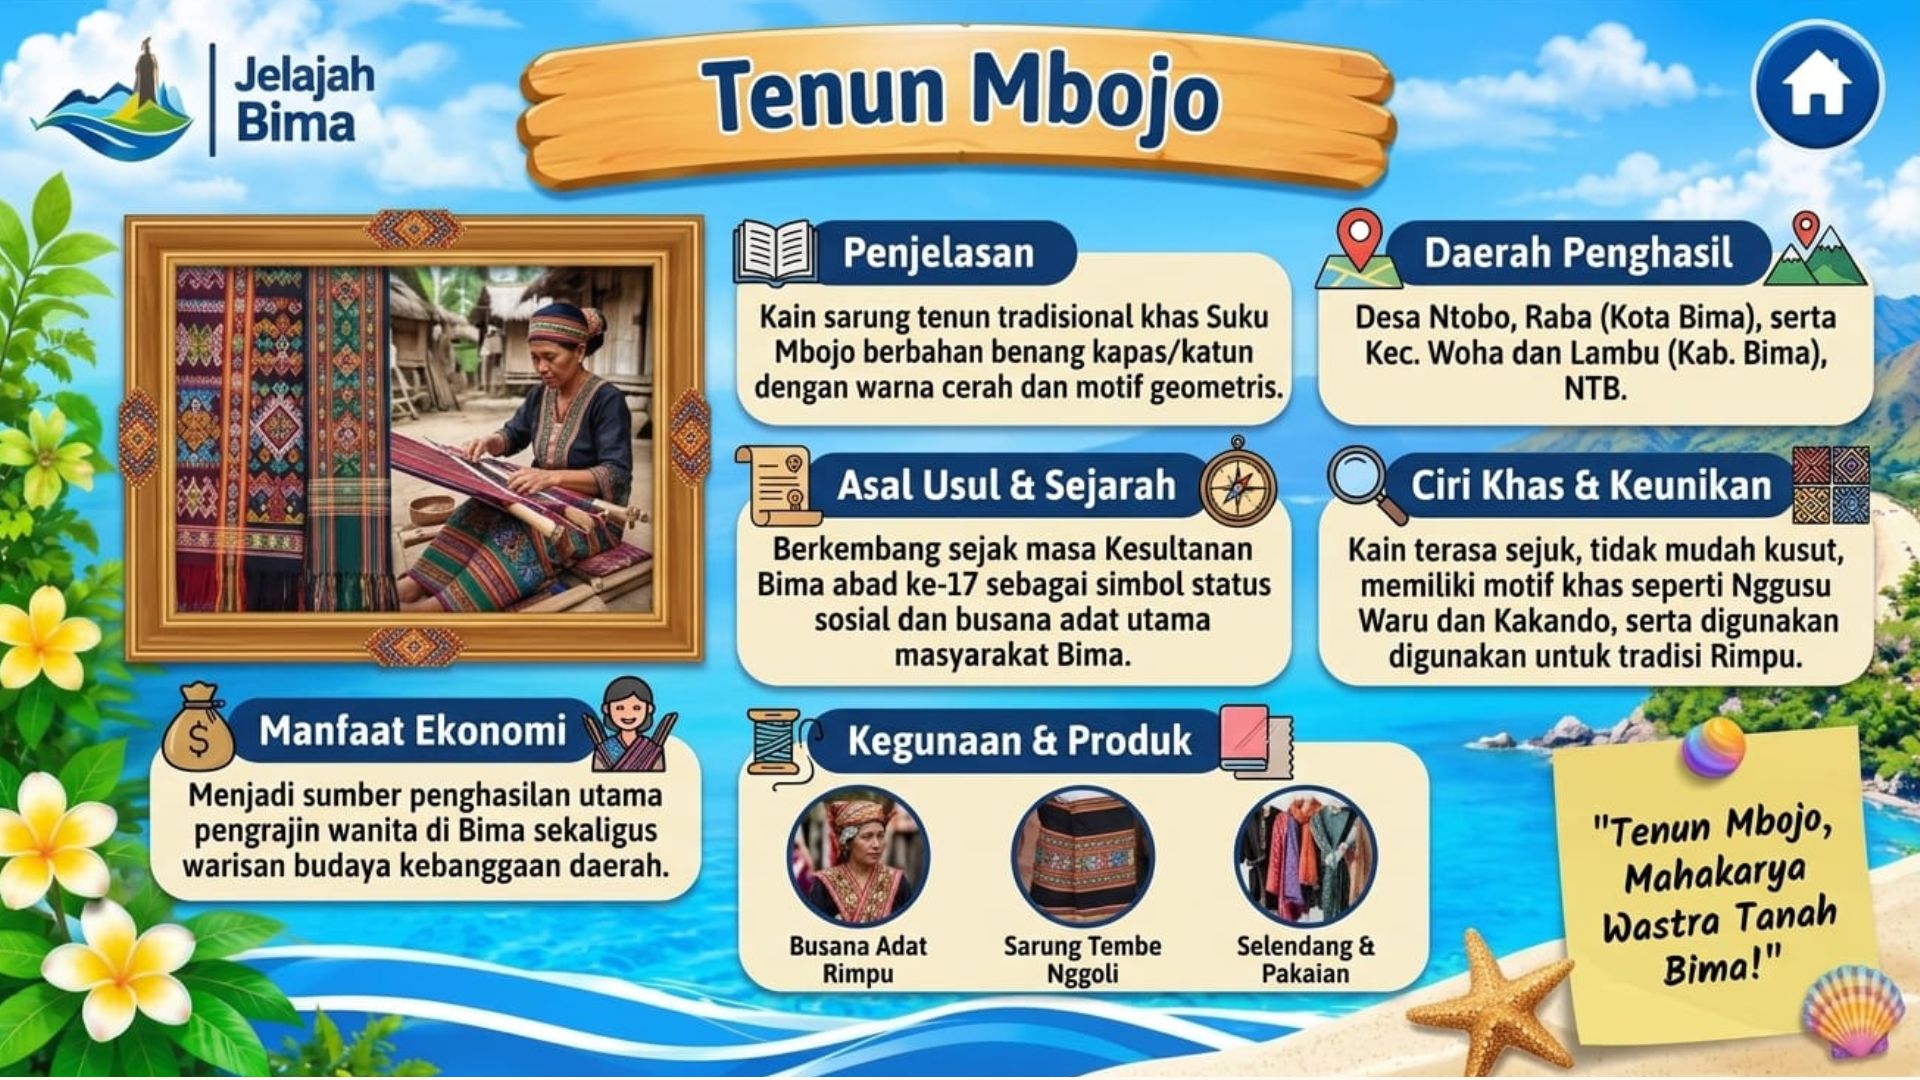 Jelajah
Bima
Tenun Mbojo
Penjelasan
Kain sarung tenun tradisional khas Suku
Mbojo berbahan benang kapas/katun
dengan warna cerah dan motif geometris.
Daerah Penghasil
Desa Ntobo, Raba (Kota Bima), serta
Kec. Woha dan Lambu (Kab. Bima),
NTB.
Asal Usul & Sejarah
Berkembang sejak masa Kesultanan
Bima abad ke-17 sebagai simbol status
sosial dan busana adat utama
masyarakat Bima.
Ciri Khas & Keunikan
Kain terasa sejuk, tidak mudah kusut,
memiliki motif khas seperti Nggusu
Waru dan Kakando, serta digunakan
digunakan untuk tradisi Rimpu.
Manfaat Ekonomi
$
Menjadi sumber penghasilan utama
pengrajin wanita di Bima sekaligus
warisan budaya kebanggaan daerah.
Kegunaan & Produk
Busana Adat
Rimpu
Sarung Tembe
Nggoli
Selendang &
Pakaian
"Tenun Mbojo,
Mahakarya
Wastra Tanah
Bima!"